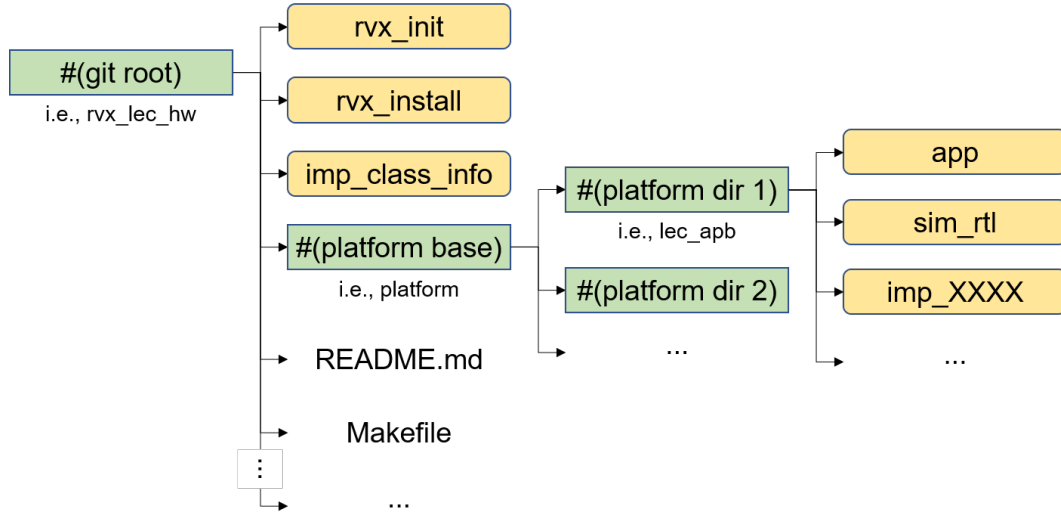 #(git root)
i.e., rvx_lec_hw
rvx_init
rvx_install
imp_class_info
#(platform base)
i.e., platform
README.md
Makefile
⋮
...
#(platform dir 1)
i.e., lec_apb
#(platform dir 2)
...
app
sim_rtl
imp_XXXX
...